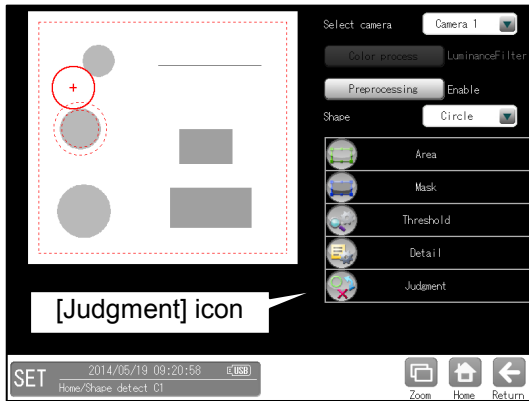 Select camera Camera 1
Color process LuminanceFilter
Preprocessing Enable
Shape Circle
Area
Mask
Threshold
Detail
Judgment
[Judgment] icon
SET
2014/05/19 09:20:58 USB
Home/Shape detect C1
Zoom Home Return